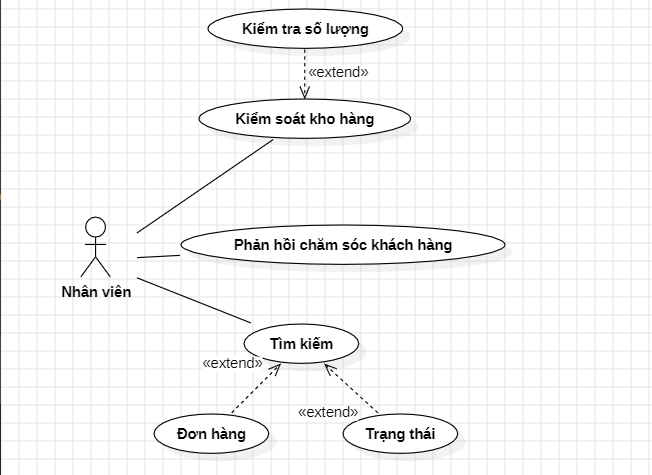 Kiểm tra số lượng
«extend»
Kiểm soát kho hàng
Phản hồi chăm sóc khách hàng
Nhân viên
Tìm kiếm
«extend»
«extend»
Đơn hàng
Trạng thái